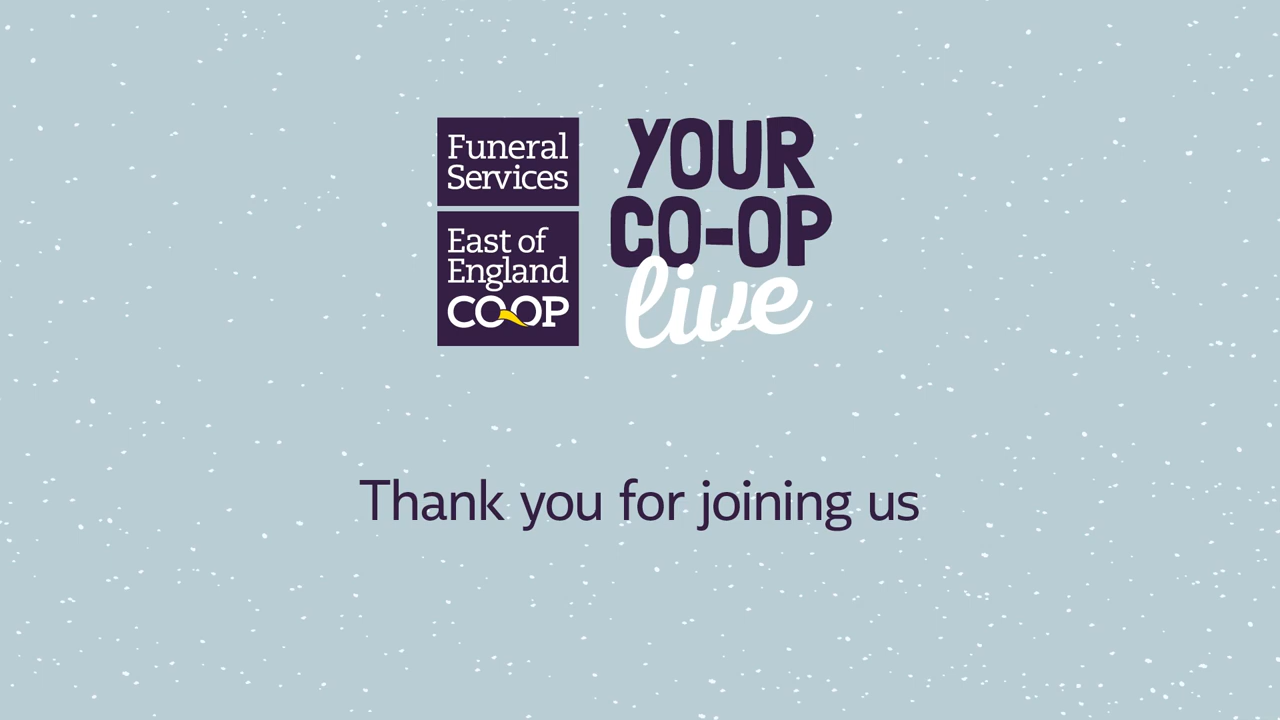 Funeral
Services
East of
England
COOP
YOUR
CO-OP
live
Thank you for joining us